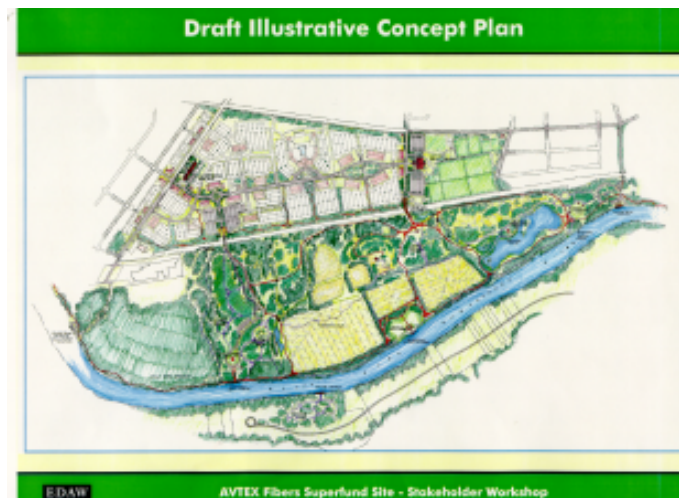 Draft Illustrative Concept Plan
EDAW
AVTEX Fibers Superfund Site - Stakeholder Workshop